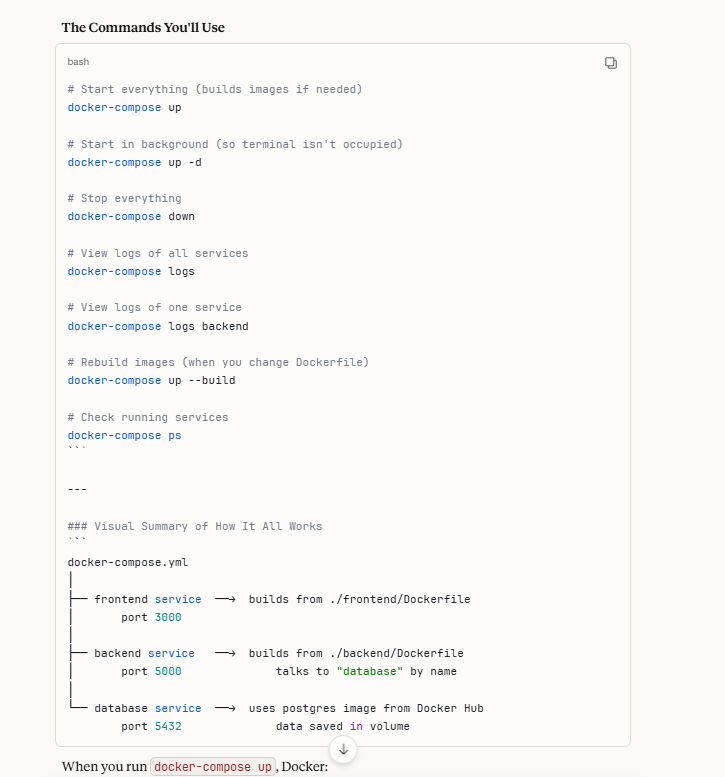 The Commands You'll Use
bash
# Start everything (builds images if needed)
docker-compose up
# Start in background (so terminal isn't occupied)
docker-compose up -d
# Stop everything
docker-compose down
# View logs of all services
docker-compose logs
# View logs of one service
docker-compose logs backend
# Rebuild images (when you change Dockerfile)
docker-compose up --build
# Check running services
docker-compose ps
```
---
### Visual Summary of How It All Works
```
docker-compose.yml
│
├── frontend service  ──→  builds from ./frontend/Dockerfile
│       port 3000
│
├── backend service   ──→  builds from ./backend/Dockerfile
│       port 5000              talks to "database" by name
│
└── database service  ──→  uses postgres image from Docker Hub
        port 5432              data saved in volume
When you run docker-compose up, Docker: